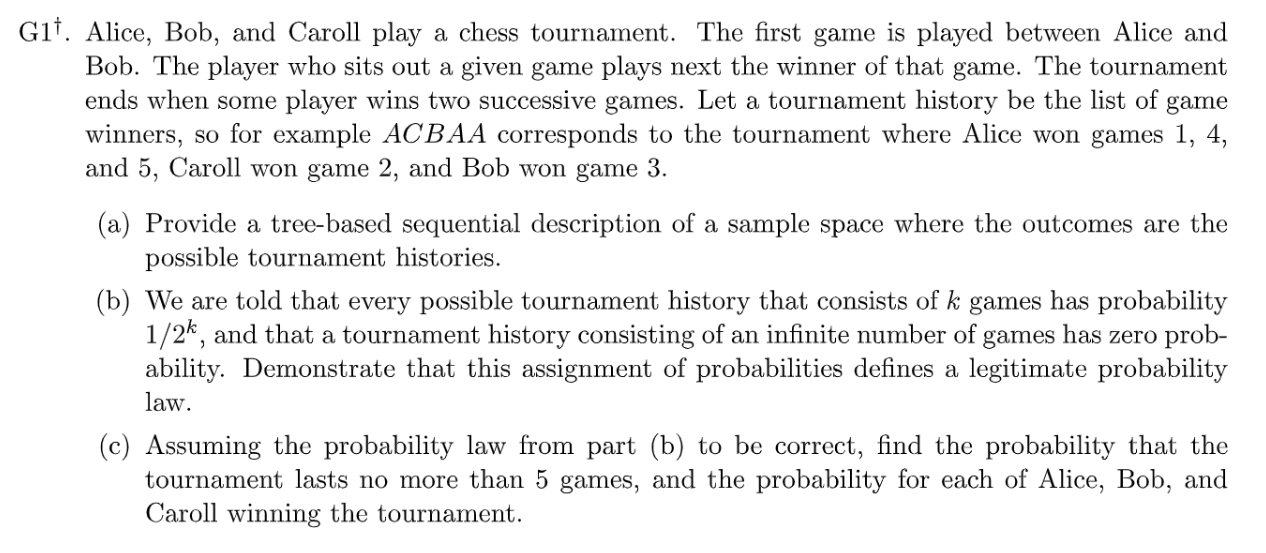 G1†. Alice, Bob, and Caroll play a chess tournament. The first game is played between Alice and
Bob. The player who sits out a given game plays next the winner of that game. The tournament
ends when some player wins two successive games. Let a tournament history be the list of game
winners, so for example ACBAA corresponds to the tournament where Alice won games 1, 4,
and 5, Caroll won game 2, and Bob won game 3.
(a) Provide a tree-based sequential description of a sample space where the outcomes are the
possible tournament histories.
(b) We are told that every possible tournament history that consists of k games has probability
1/2ᵏ, and that a tournament history consisting of an infinite number of games has zero prob-
ability. Demonstrate that this assignment of probabilities defines a legitimate probability
law.
(c) Assuming the probability law from part (b) to be correct, find the probability that the
tournament lasts no more than 5 games, and the probability for each of Alice, Bob, and
Caroll winning the tournament.